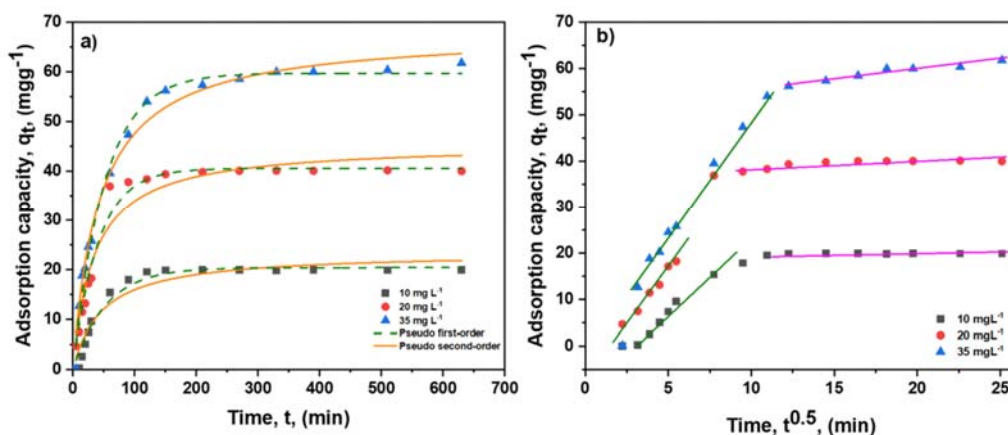 a)
Adsorption capacity, qt, (mgg-1)
70
60
50
40
30
20
10
0
10 mg L-1
20 mg L-1
35 mg L-1
Pseudo first-order
Pseudo second-order
0 100 200 300 400 500 600 700
Time, t, (min)
b)
Adsorption capacity, qt, (mgg-1)
70
60
50
40
30
20
10
0
10 mgL-1
20 mgL-1
35 mgL-1
0 5 10 15 20 25
Time, t0.5, (min)